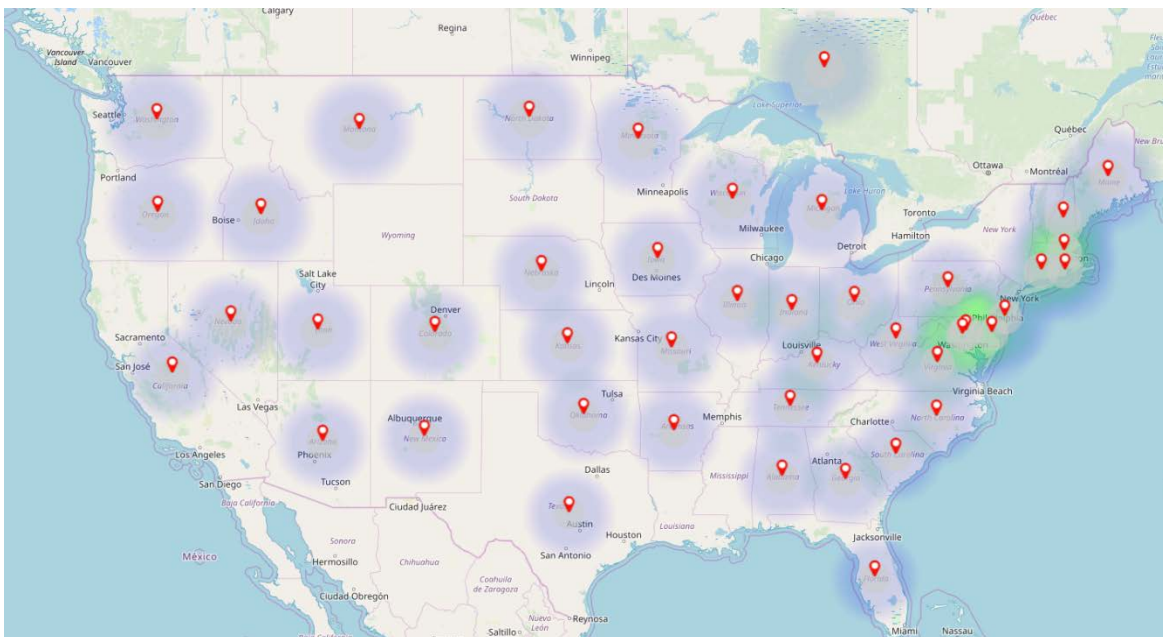 Calgary
Regina
Winnipeg
Québec
Vancouver
Island
Vancouver
Seattle
Washington
Montana
North Dakota
Lake Superior
Québec
Ottawa
Montréal
Maine
Portland
Oregon
Boise
Idaho
Wyoming
South Dakota
Minneapolis
Milwaukee
Michigan
Lake Huron
Detroit
Toronto
Hamilton
New York
Salt Lake
City
Nebraska
Iowa
Des Moines
Lincoln
Chicago
Illinois
Indiana
Ohio
Pennsylvania
New York
Sacramento
San José
California
Nevada
Denver
Colorado
Kansas
Kansas City
Missouri
Louisville
Kentucky
West Virginia
Virginia
Virginia Beach
Las Vegas
Los Angeles
San Diego
Arizona
Phoenix
Tucson
Albuquerque
New Mexico
Tulsa
Oklahoma
Arkansas
Memphis
Tennessee
Charlotte
North Carolina
South Carolina
Atlanta
Georgia
Alabama
Mississippi
Dallas
Austin
Houston
San Antonio
Louisiana
Jacksonville
Florida
Miami
Nassau
Ciudad Juárez
Baja California
Sonora
Hermosillo
Chihuahua
Coahuila
de Zaragoza
Ciudad Obregón
México
Nuevo
León
Reynosa
Saltillo